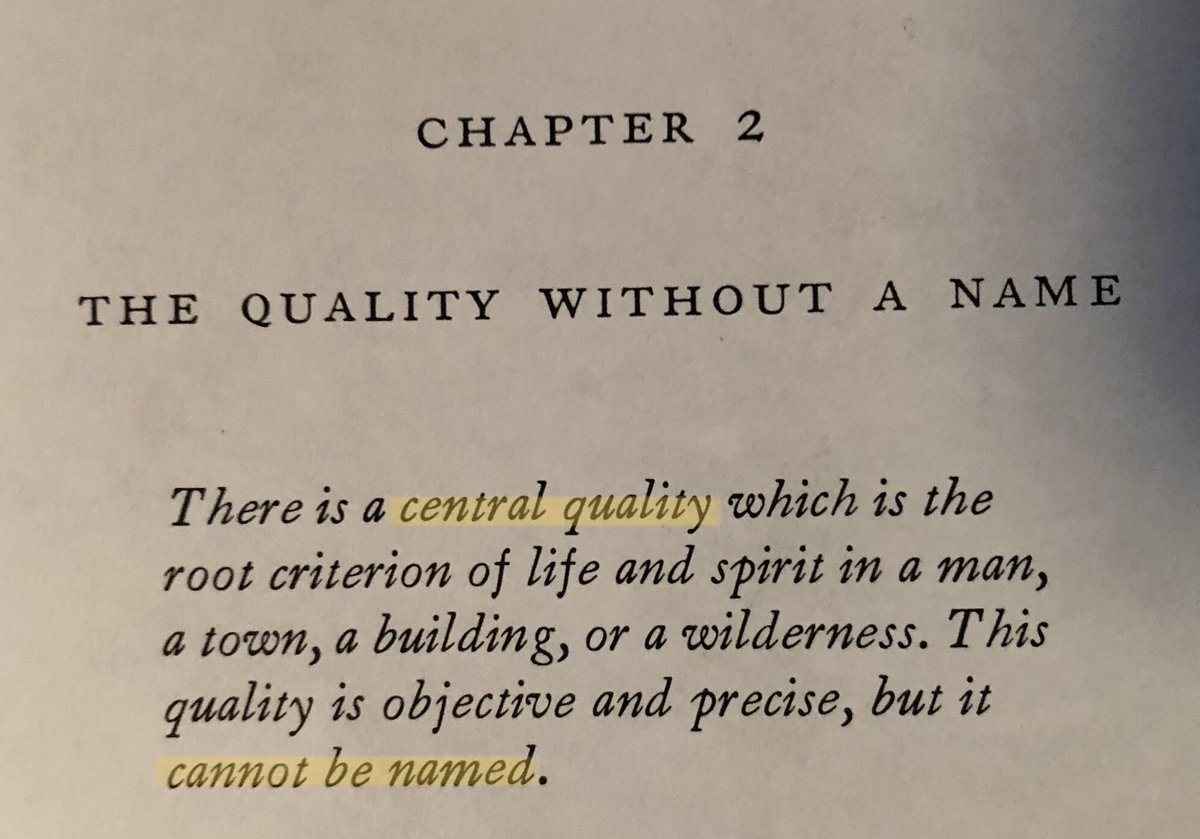 CHAPTER 2
THE QUALITY WITHOUT A NAME
There is a central quality which is the
root criterion of life and spirit in a man,
a town, a building, or a wilderness. This
quality is objective and precise, but it
cannot be named.